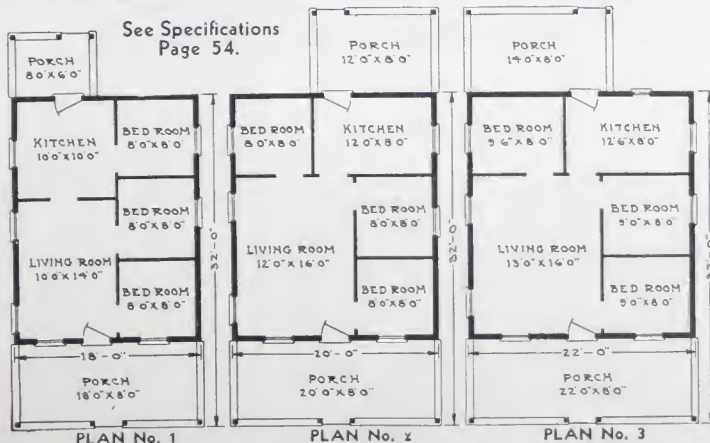 See Specifications
Page 54.
PORCH
8'0"X6'0"
KITCHEN
10'0"X10'0"
BED ROOM
8'0"X8'0"
BED ROOM
8'0"X8'0"
LIVING ROOM
10'0"X14'0"
BED ROOM
8'0"X8'0"
32'-0"
18'-0"
PORCH
18'0"X8'0"
PLAN No. 1
PORCH
12'0"X8'0"
BED ROOM
8'0"X8'0"
KITCHEN
12'0"X8'0"
BED ROOM
8'0"X8'0"
LIVING ROOM
12'0"X16'0"
BED ROOM
8'0"X8'0"
32'-0"
20'-0"
PORCH
20'0"X8'0"
PLAN No. 2
PORCH
14'0"X8'0"
BED ROOM
9'6"X8'0"
KITCHEN
12'6"X8'0"
BED ROOM
9'0"X8'0"
LIVING ROOM
13'0"X16'0"
BED ROOM
9'0"X8'0"
22'-0"
PORCH
22'0"X8'0"
PLAN No. 3